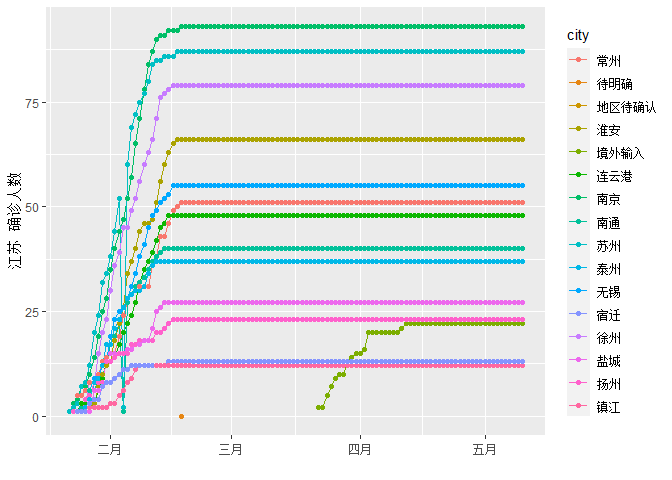 江苏 确诊人数
75
50
25
0
二月
三月
四月
五月
city
常州
待明确
地区待确认
淮安
境外输入
连云港
南京
南通
苏州
泰州
无锡
宿迁
徐州
盐城
扬州
镇江